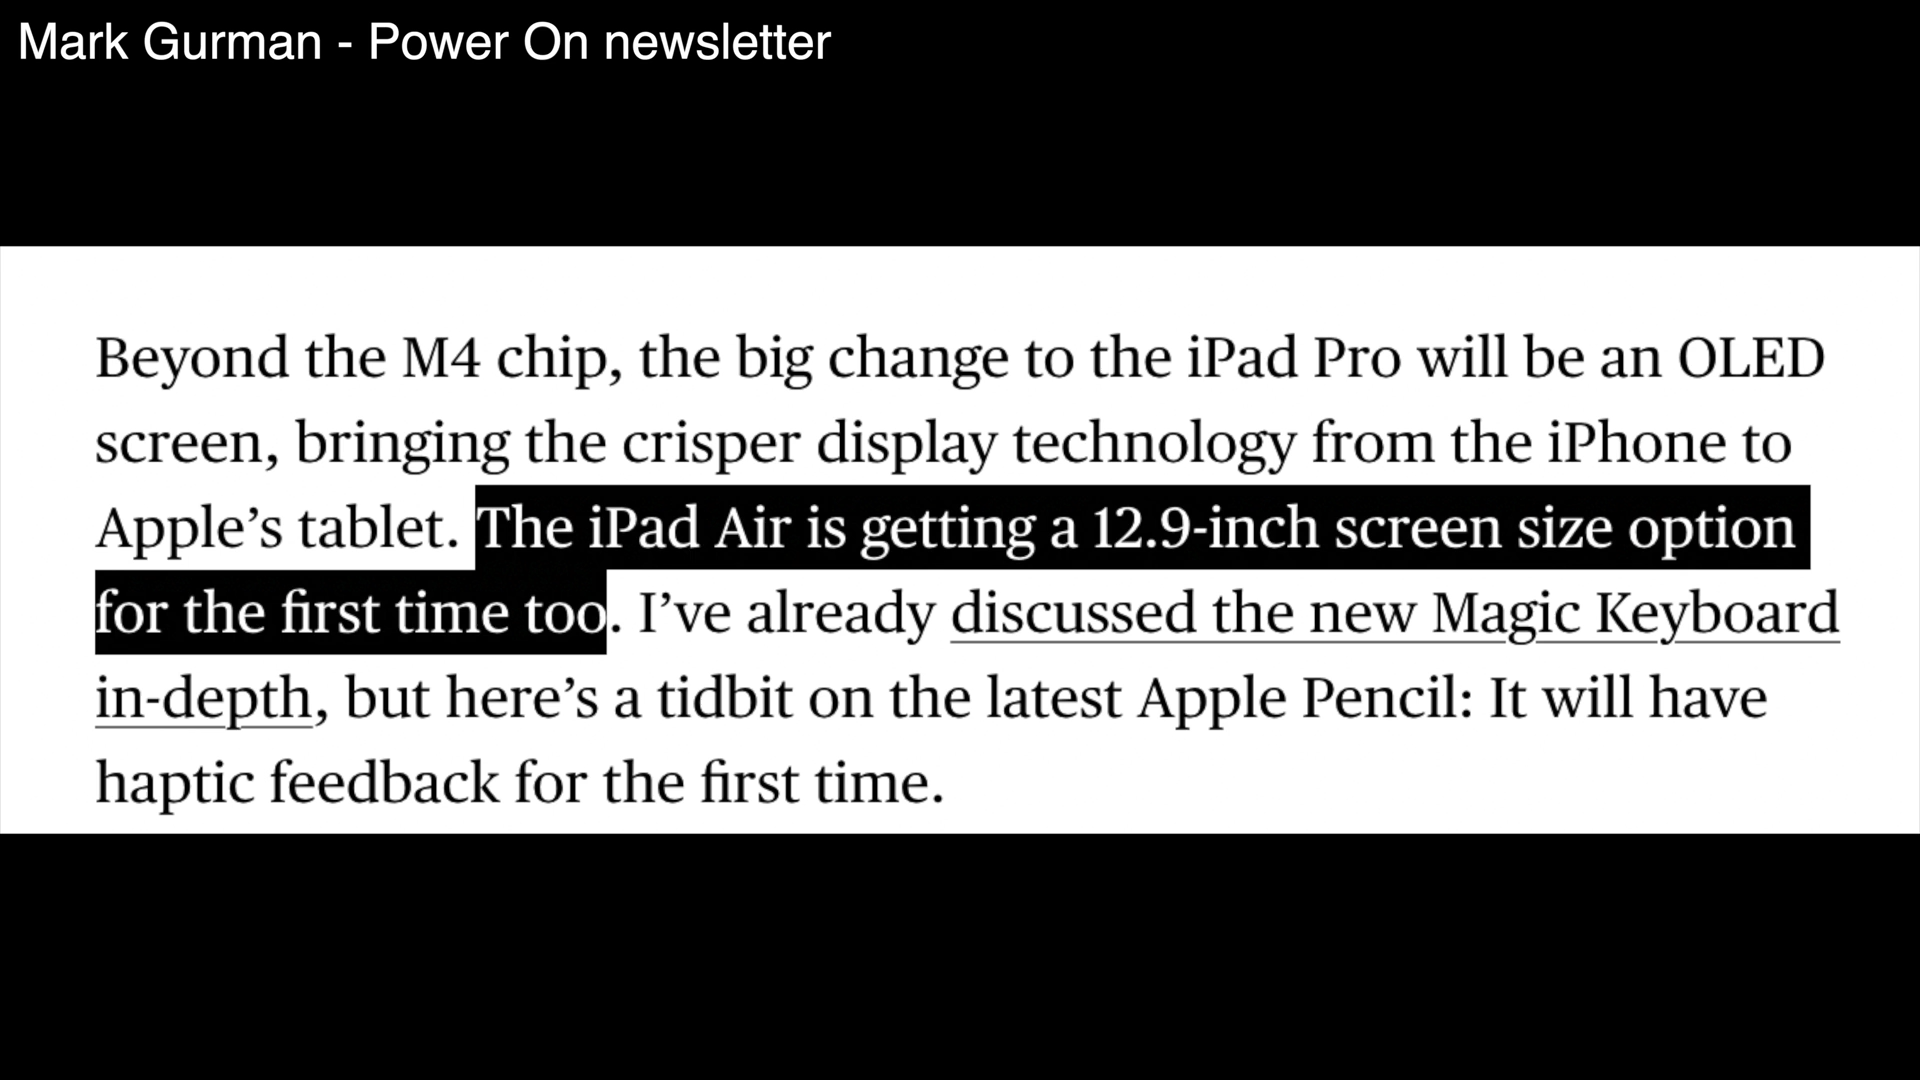 Mark Gurman - Power On newsletter
Beyond the M4 chip, the big change to the iPad Pro will be an OLED
screen, bringing the crisper display technology from the iPhone to
Apple’s tablet. The iPad Air is getting a 12.9-inch screen size option
for the first time too. I’ve already discussed the new Magic Keyboard
in-depth, but here’s a tidbit on the latest Apple Pencil: It will have
haptic feedback for the first time.